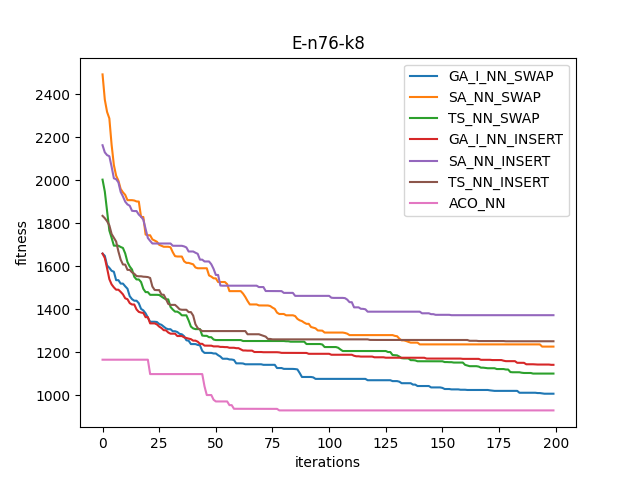 E-n76-k8
GA_I_NN_SWAP
SA_NN_SWAP
TS_NN_SWAP
GA_I_NN_INSERT
SA_NN_INSERT
TS_NN_INSERT
ACO_NN
fitness
2400
2200
2000
1800
1600
1400
1200
1000
0 25 50 75 100 125 150 175 200
iterations